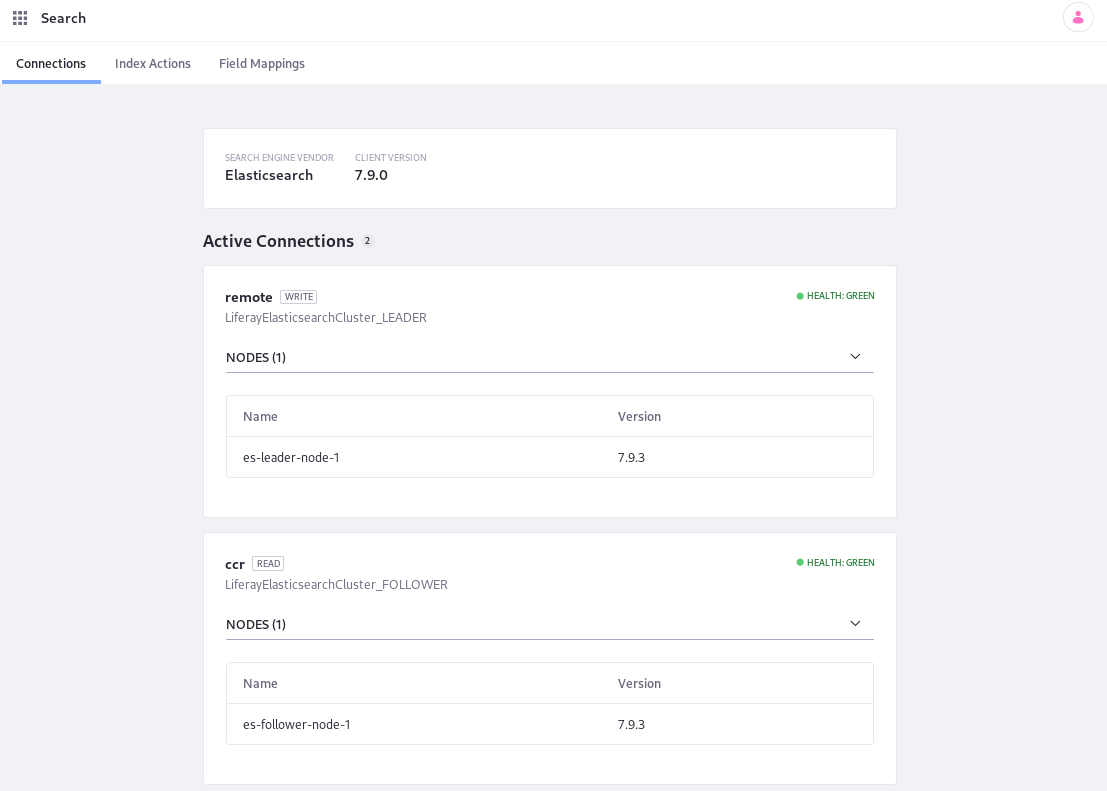 Search
Connections Index Actions Field Mappings
SEARCH ENGINE VENDOR CLIENT VERSION
Elasticsearch 7.9.0
Active Connections 2
remote WRITE HEALTH: GREEN
LiferayElasticsearchCluster_LEADER
NODES (1)
Name Version
es-leader-node-1 7.9.3
ccr READ HEALTH: GREEN
LiferayElasticsearchCluster_FOLLOWER
NODES (1)
Name Version
es-follower-node-1 7.9.3